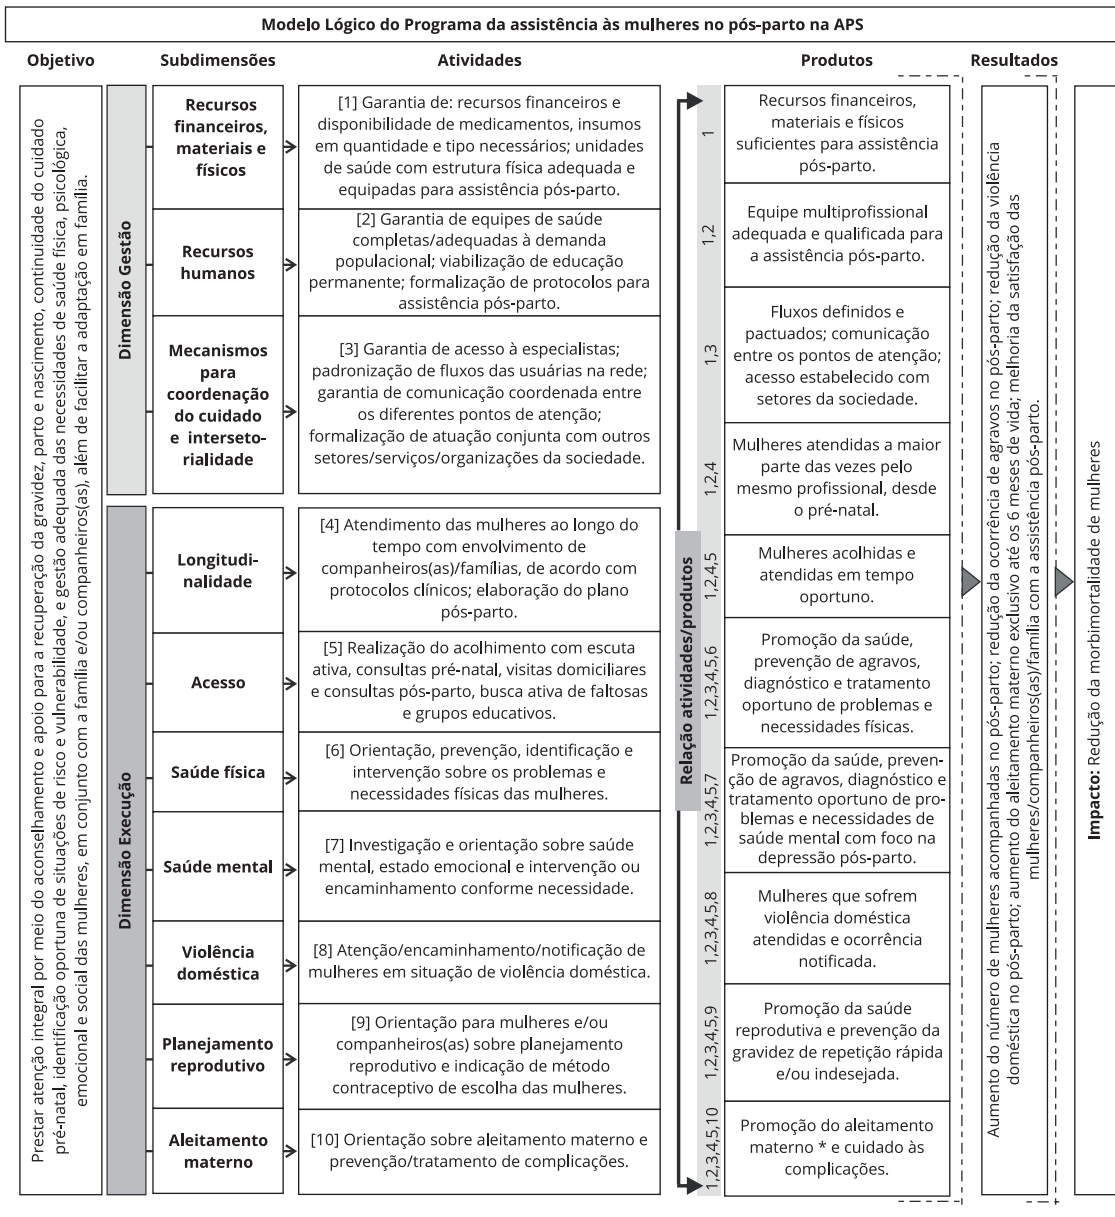 Modelo Lógico do Programa da assistência às mulheres no pós-parto na APS
Objetivo
Subdimensões
Atividades
Produtos
Resultados
Prestar atenção integral por meio do aconselhamento e apoio para a recuperação da gravidez, parto e nascimento, continuidade do cuidado
pré-natal, identificação oportuna de situações de risco e vulnerabilidade, e gestão adequada das necessidades de saúde física, psicológica,
emocional e social das mulheres, em conjunto com a família e/ou companheiros(as), além de facilitar a adaptação em família.
Dimensão Gestão
Recursos
financeiros,
materiais e
físicos
[1] Garantia de: recursos financeiros e
disponibilidade de medicamentos, insumos
em quantidade e tipo necessários; unidades
de saúde com estrutura física adequada e
equipadas para assistência pós-parto.
Recursos
humanos
[2] Garantia de equipes de saúde
completas/adequadas à demanda
populacional; viabilização de educação
permanente; formalização de protocolos para
assistência pós-parto.
Mecanismos
para
coordenação
do cuidado
e interseto-
rialidade
[3] Garantia de acesso à especialistas;
padronização de fluxos das usuárias na rede;
garantia de comunicação coordenada entre
os diferentes pontos de atenção;
formalização de atuação conjunta com outros
setores/serviços/organizações da sociedade.
Dimensão Execução
Longitudi-
nalidade
[4] Atendimento das mulheres ao longo do
tempo com envolvimento de
companheiros(as)/famílias, de acordo com
protocolos clínicos; elaboração do plano
pós-parto.
Acesso
[5] Realização do acolhimento com escuta
ativa, consultas pré-natal, visitas domiciliares
e consultas pós-parto, busca ativa de faltosas
e grupos educativos.
Saúde física
[6] Orientação, prevenção, identificação e
intervenção sobre os problemas e
necessidades físicas das mulheres.
Saúde mental
[7] Investigação e orientação sobre saúde
mental, estado emocional e intervenção ou
encaminhamento conforme necessidade.
Violência
doméstica
[8] Atenção/encaminhamento/notificação de
mulheres em situação de violência doméstica.
Planejamento
reprodutivo
[9] Orientação para mulheres e/ou
companheiros(as) sobre planejamento
reprodutivo e indicação de método
contraceptivo de escolha das mulheres.
Aleitamento
materno
[10] Orientação sobre aleitamento materno e
prevenção/tratamento de complicações.
Relação atividades/produtos
1
Recursos financeiros,
materiais e físicos
suficientes para assistência
pós-parto.
1,2
Equipe multiprofissional
adequada e qualificada para
a assistência pós-parto.
1,3
Fluxos definidos e
pactuados; comunicação
entre os pontos de atenção;
acesso estabelecido com
setores da sociedade.
1,2,4
Mulheres atendidas a maior
parte das vezes pelo
mesmo profissional, desde
o pré-natal.
1,2,4,5
Mulheres acolhidas e
atendidas em tempo
oportuno.
1,2,3,4,5,6
Promoção da saúde,
prevenção de agravos,
diagnóstico e tratamento
oportuno de problemas e
necessidades físicas.
1,2,3,4,5,7
Promoção da saúde, preven-
ção de agravos, diagnóstico e
tratamento oportuno de pro-
blemas e necessidades de
saúde mental com foco na
depressão pós-parto.
1,2,3,4,5,8
Mulheres que sofrem
violência doméstica
atendidas e ocorrência
notificada.
1,2,3,4,5,9
Promoção da saúde
reprodutiva e prevenção da
gravidez de repetição rápida
e/ou indesejada.
1,2,3,4,5,10
Promoção do aleitamento
materno * e cuidado às
complicações.
Aumento do número de mulheres acompanhadas no pós-parto; redução da ocorrência de agravos no pós-parto; redução da violência
doméstica no pós-parto; aumento do aleitamento materno exclusivo até os 6 meses de vida; melhoria da satisfação das
mulheres/companheiros(as)/família com a assistência pós-parto.
Impacto: Redução da morbimortalidade de mulheres